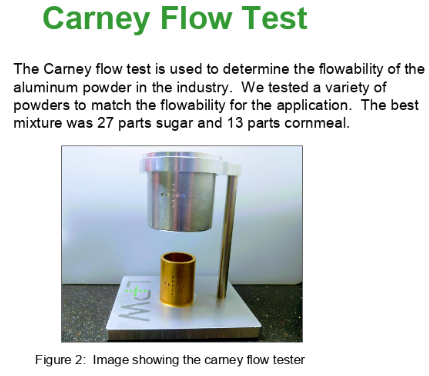 Carney Flow Test
The Carney flow test is used to determine the flowability of the
aluminum powder in the industry.  We tested a variety of
powders to match the flowability for the application.  The best
mixture was 27 parts sugar and 13 parts cornmeal.
Figure 2:  Image showing the carney flow tester